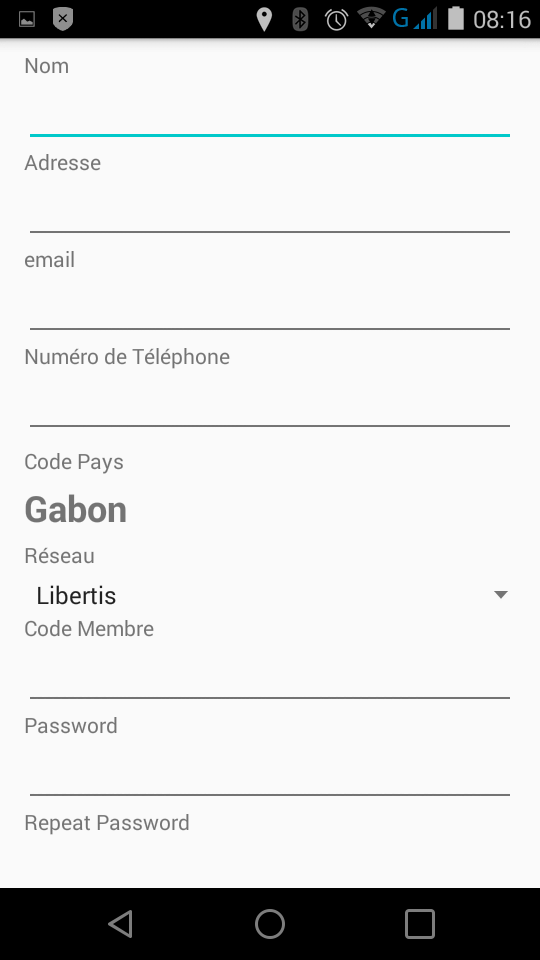 G 08:16
Nom
Adresse
email
Numéro de Téléphone
Code Pays
Gabon
Réseau
Libertis
Code Membre
Password
Repeat Password